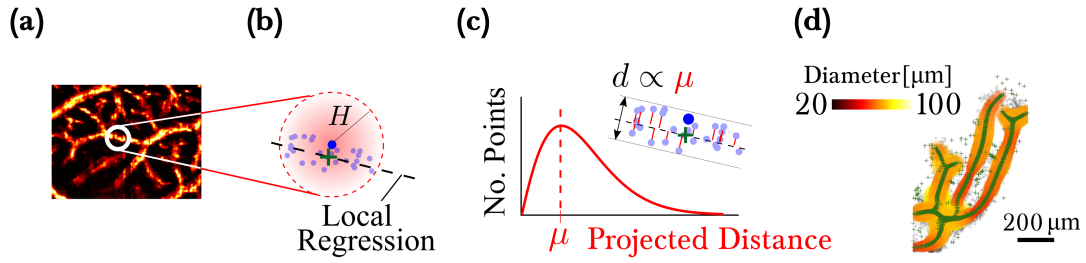 (a)
(b)
(c)
(d)
H
Local
Regression
No. Points
d ∝ μ
μ
Projected Distance
Diameter[μm]
20
100
200 μm